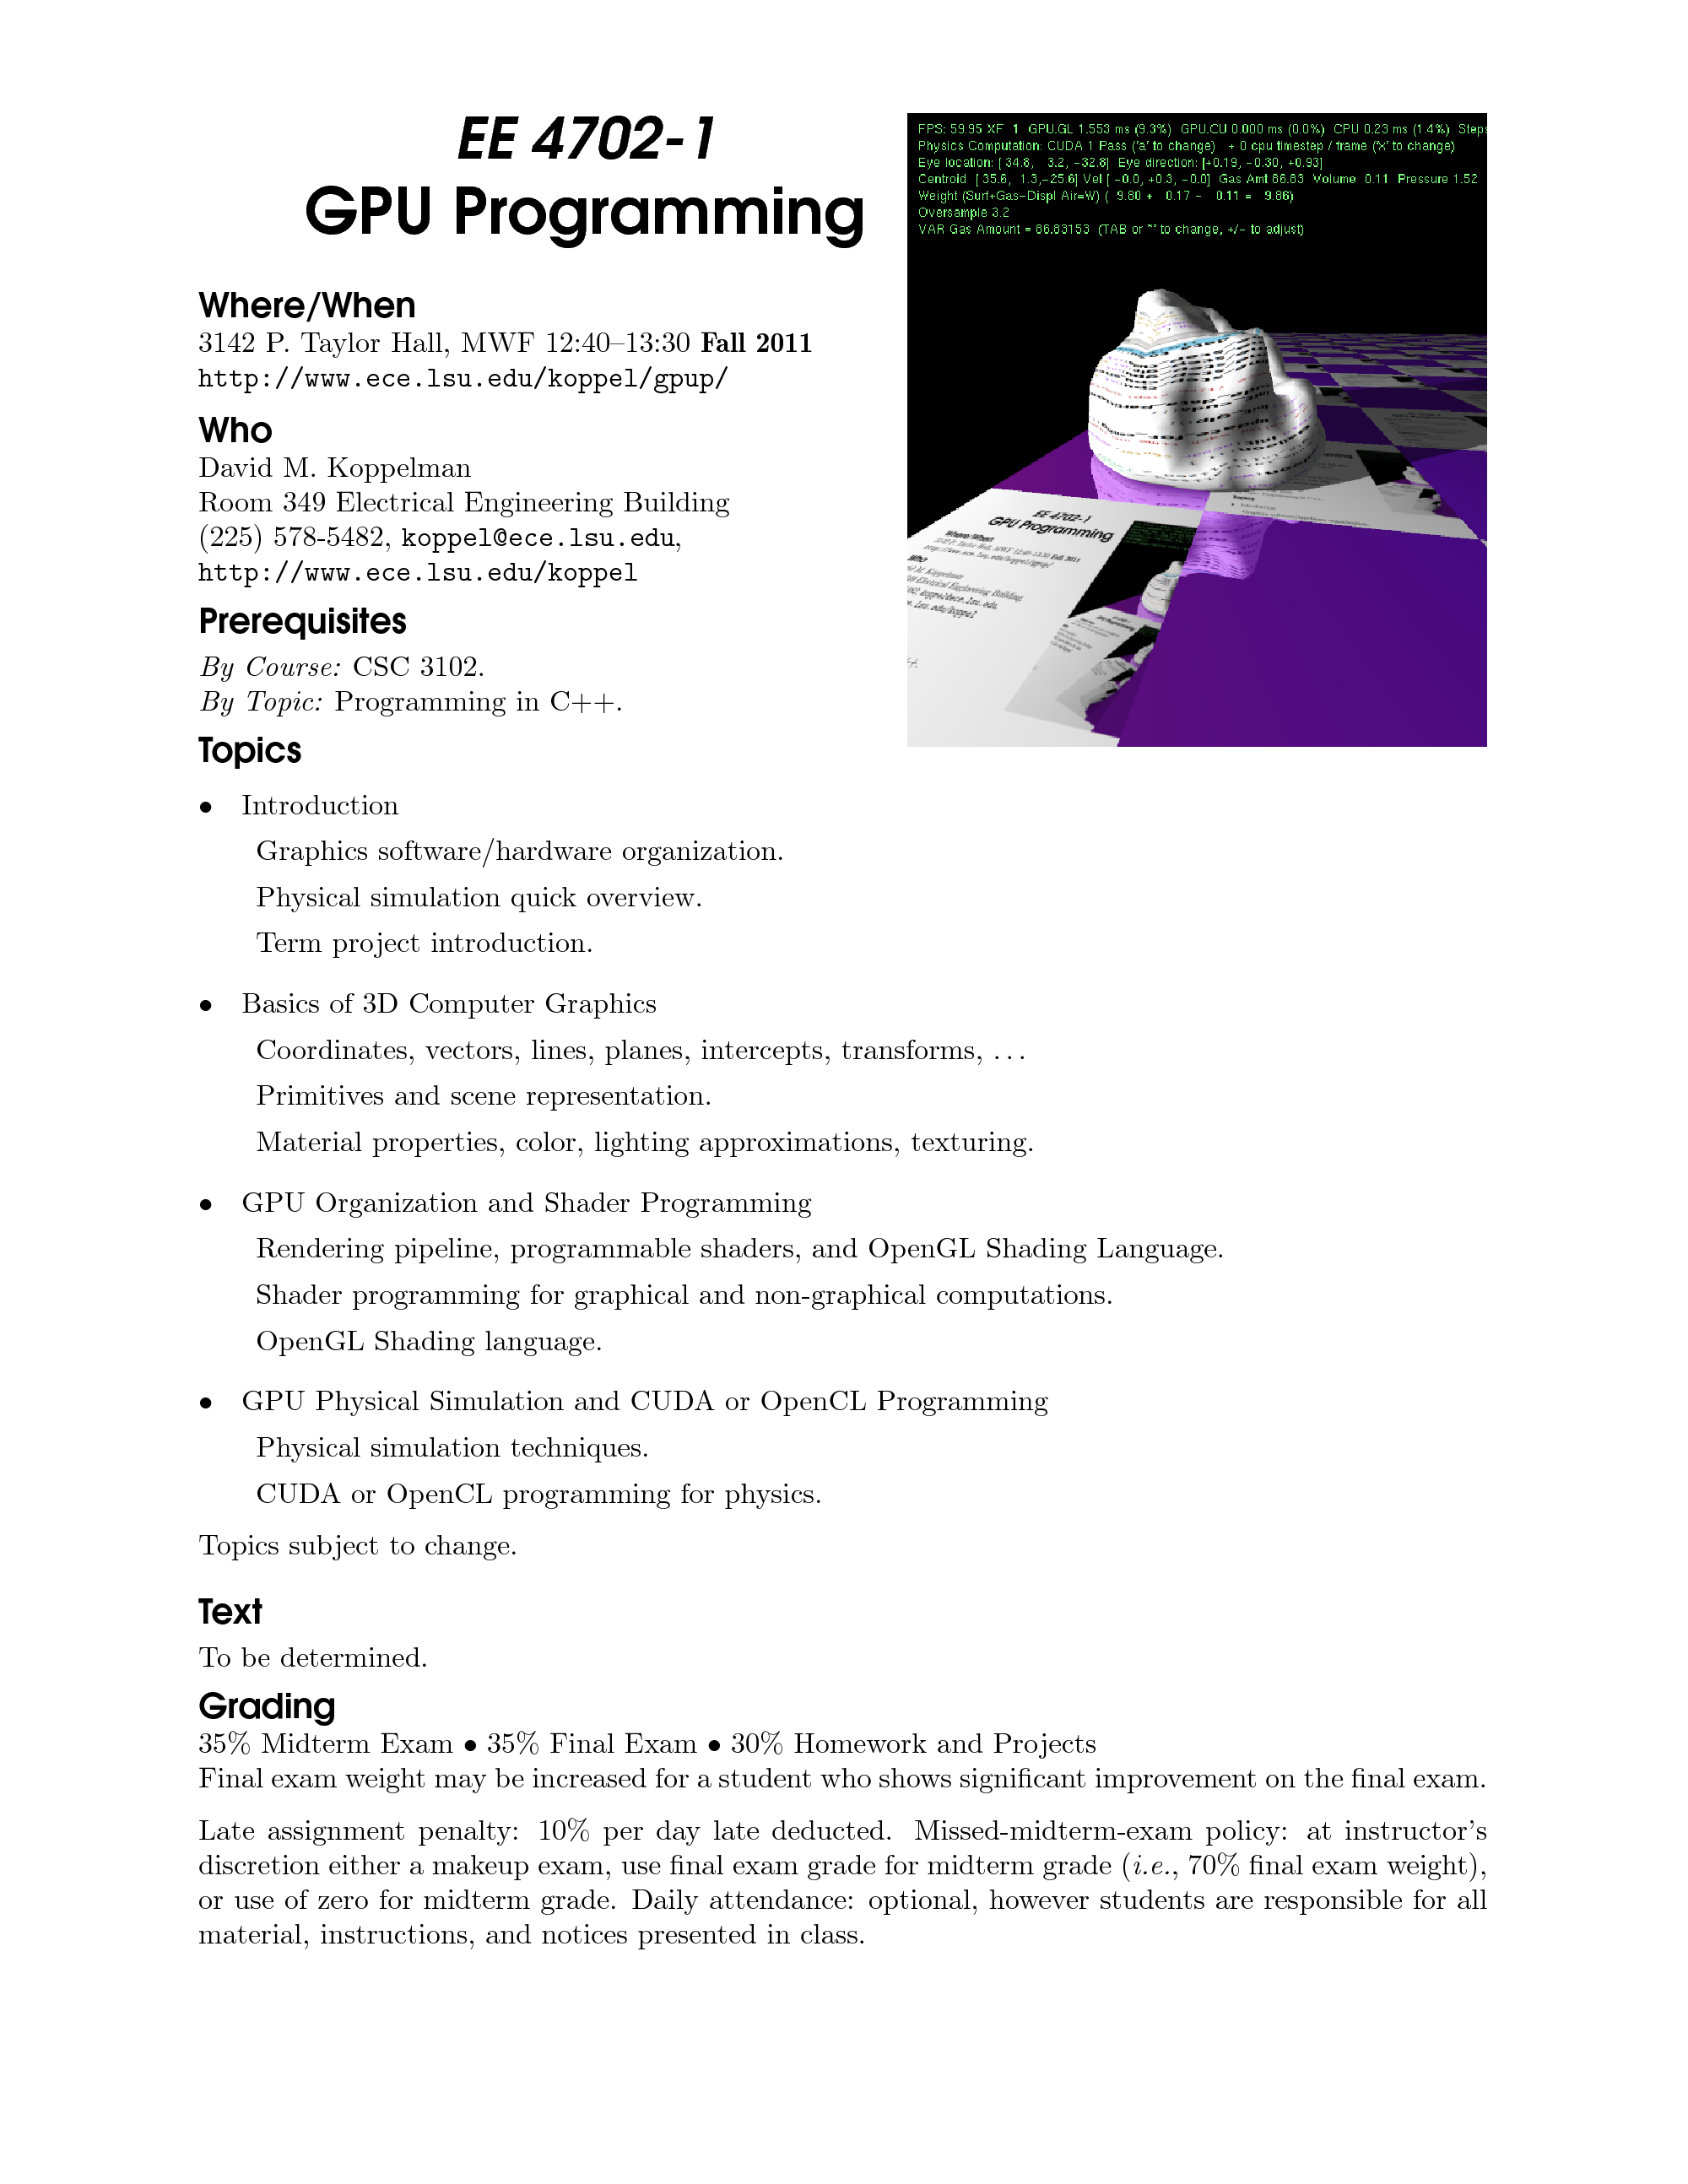 EE 4702-1
GPU Programming
Where/When
3142 P. Taylor Hall, MWF 12:40–13:30 Fall 2011
http://www.ece.lsu.edu/koppel/gpup/
Who
David M. Koppelman
Room 349 Electrical Engineering Building
(225) 578-5482, koppel@ece.lsu.edu,
http://www.ece.lsu.edu/koppel
Prerequisites
By Course: CSC 3102.
By Topic: Programming in C++.
FPS: 59.95 XF 1 GPU.GL 1.553 ms (9.3%) GPU.CU 0.000 ms (0.0%) CPU 0.23 ms (1.4%) Steps
Physics Computation: CUDA 1 Pass ('a' to change) + 0 cpu timestep / frame ('x' to change)
Eye location: [ 34.8, 3.2, -32.8] Eye direction: [+0.19, -0.30, +0.93]
Centroid [ 35.6, 1.3,-25.6] Vel [ -0.0, +0.3, -0.0] Gas Amt 86.83 Volume 0.11 Pressure 1.52
Weight (Surf+Gas-Displ Air=W) ( 9.80 + 0.17 - 0.11 = 9.86)
Oversample 3.2
VAR Gas Amount = 86.83153 (TAB or '`' to change, +/- to adjust)
EE 4702-1
GPU Programming
Where/When
Who
Topics
• Introduction
Graphics software/hardware organization.
Physical simulation quick overview.
Term project introduction.
• Basics of 3D Computer Graphics
Coordinates, vectors, lines, planes, intercepts, transforms, ...
Primitives and scene representation.
Material properties, color, lighting approximations, texturing.
• GPU Organization and Shader Programming
Rendering pipeline, programmable shaders, and OpenGL Shading Language.
Shader programming for graphical and non-graphical computations.
OpenGL Shading language.
• GPU Physical Simulation and CUDA or OpenCL Programming
Physical simulation techniques.
CUDA or OpenCL programming for physics.
Topics subject to change.
Text
To be determined.
Grading
35% Midterm Exam • 35% Final Exam • 30% Homework and Projects
Final exam weight may be increased for a student who shows significant improvement on the final exam.
Late assignment penalty: 10% per day late deducted. Missed-midterm-exam policy: at instructor's
discretion either a makeup exam, use final exam grade for midterm grade (i.e., 70% final exam weight),
or use of zero for midterm grade. Daily attendance: optional, however students are responsible for all
material, instructions, and notices presented in class.